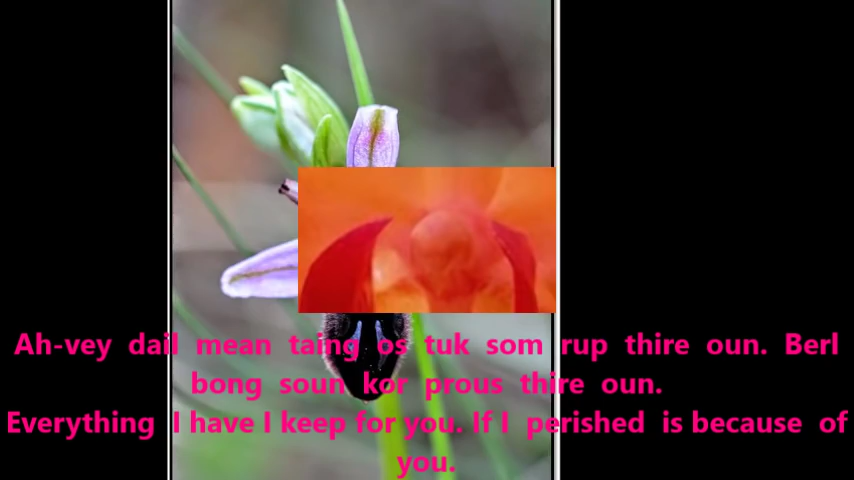 Ah-vey dail mean taing os tuk som rup thire oun. Berl
bong soun kor prous thire oun.
Everything I have I keep for you. If I perished is because of
you.